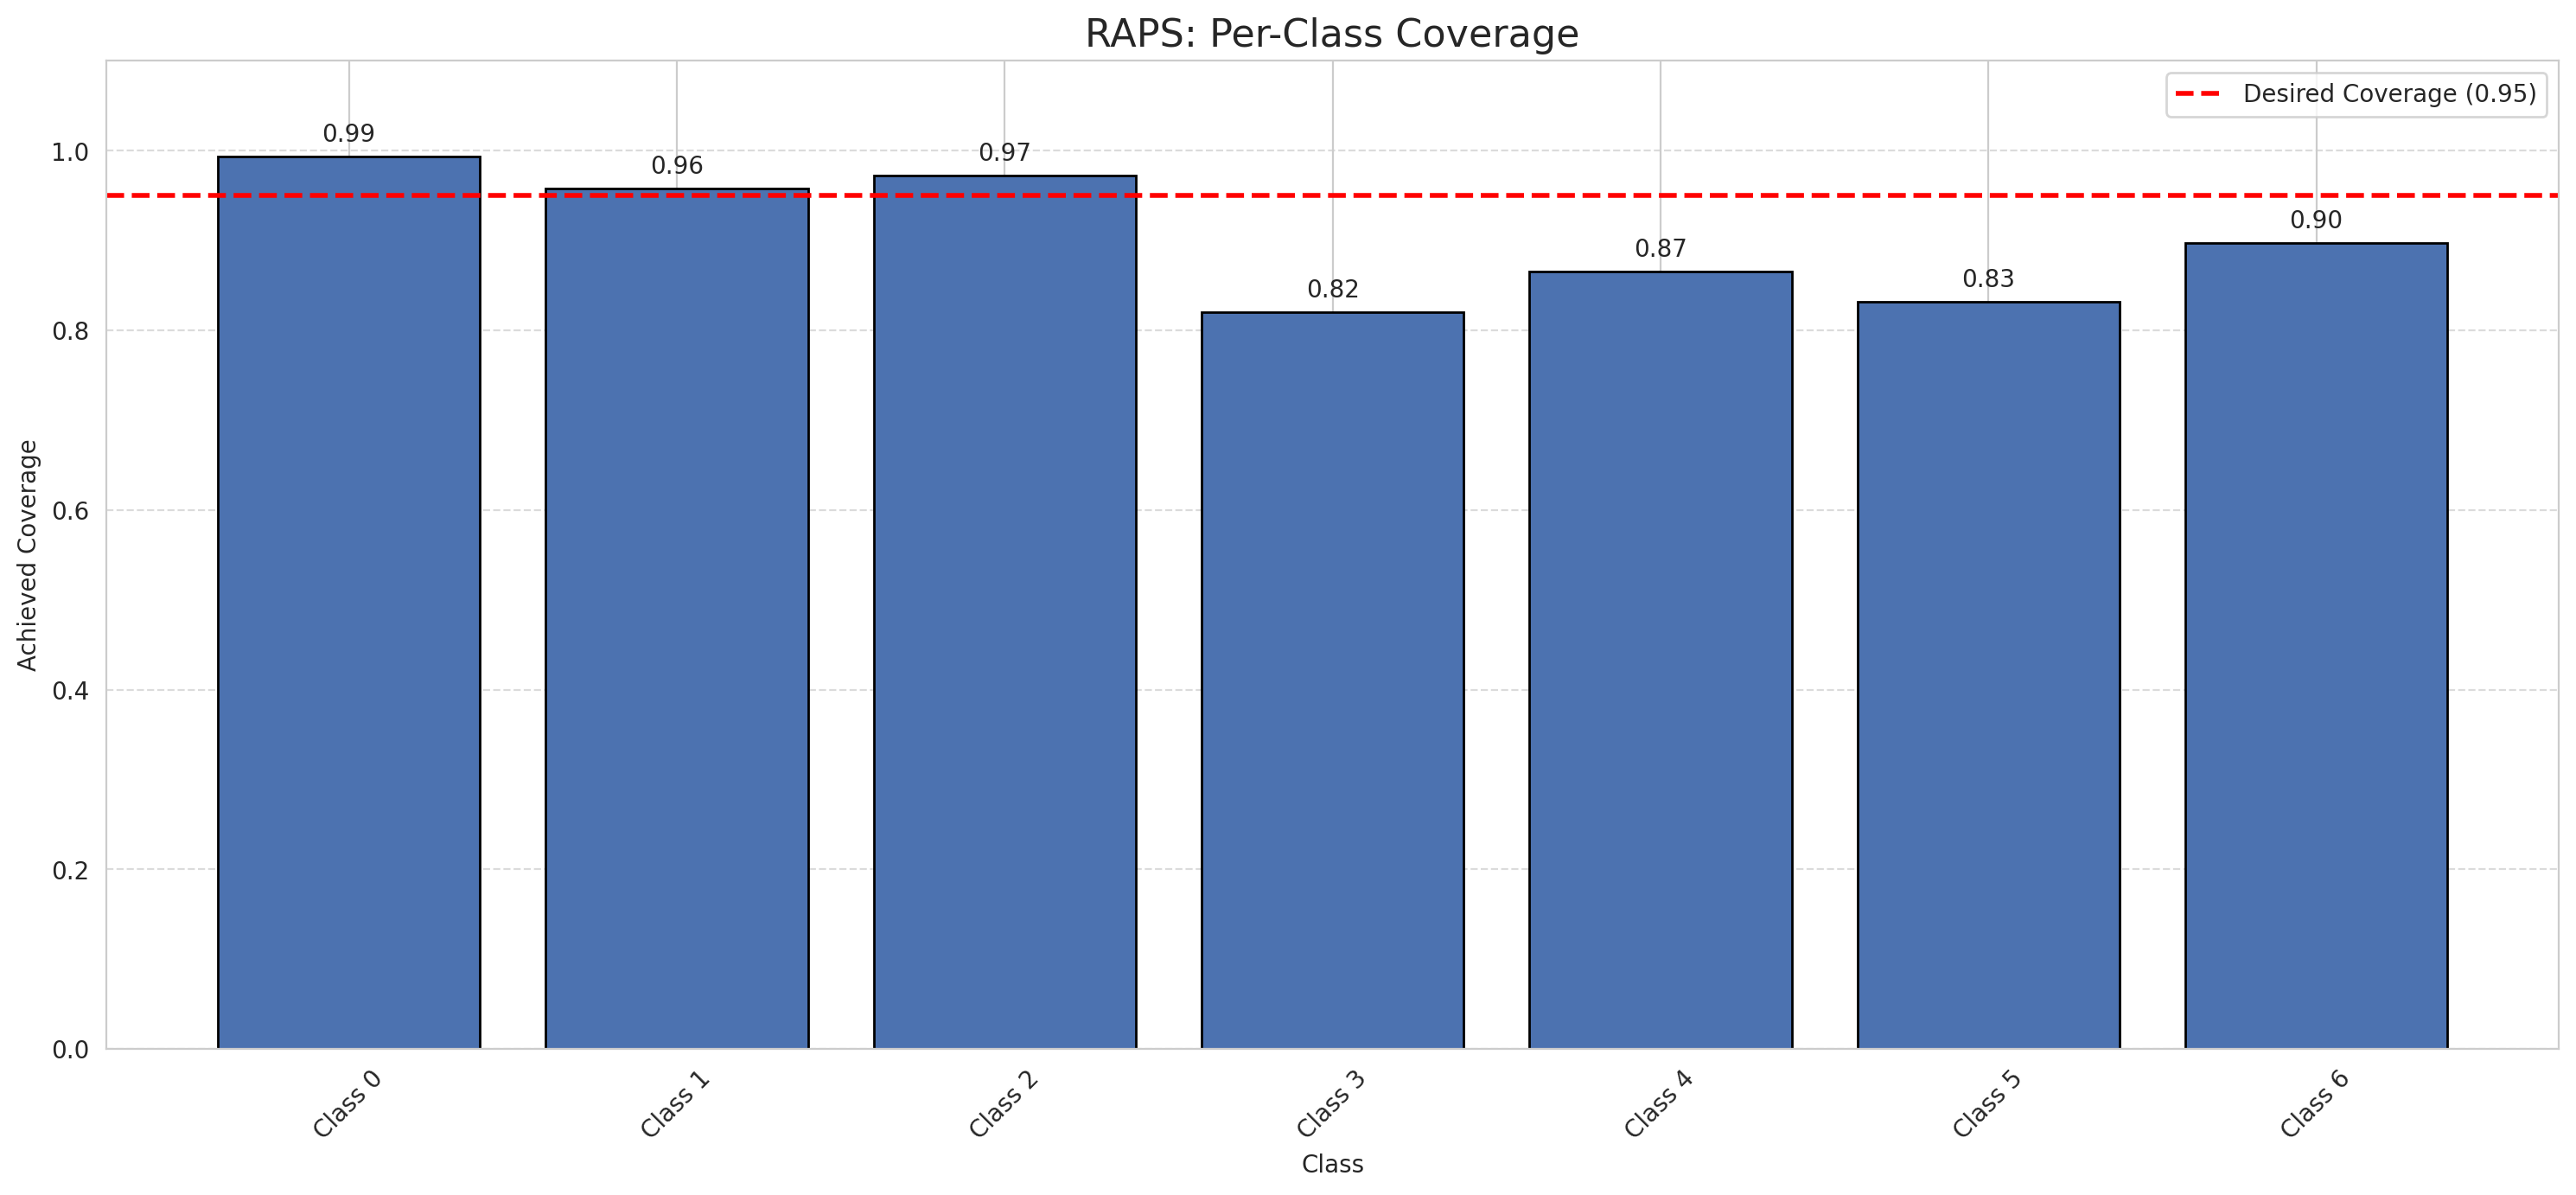 RAPS: Per-Class Coverage
Desired Coverage (0.95)
Achieved Coverage
1.0
0.8
0.6
0.4
0.2
0.0
0.99
0.96
0.97
0.82
0.87
0.83
0.90
Class 0
Class 1
Class 2
Class 3
Class 4
Class 5
Class 6
Class